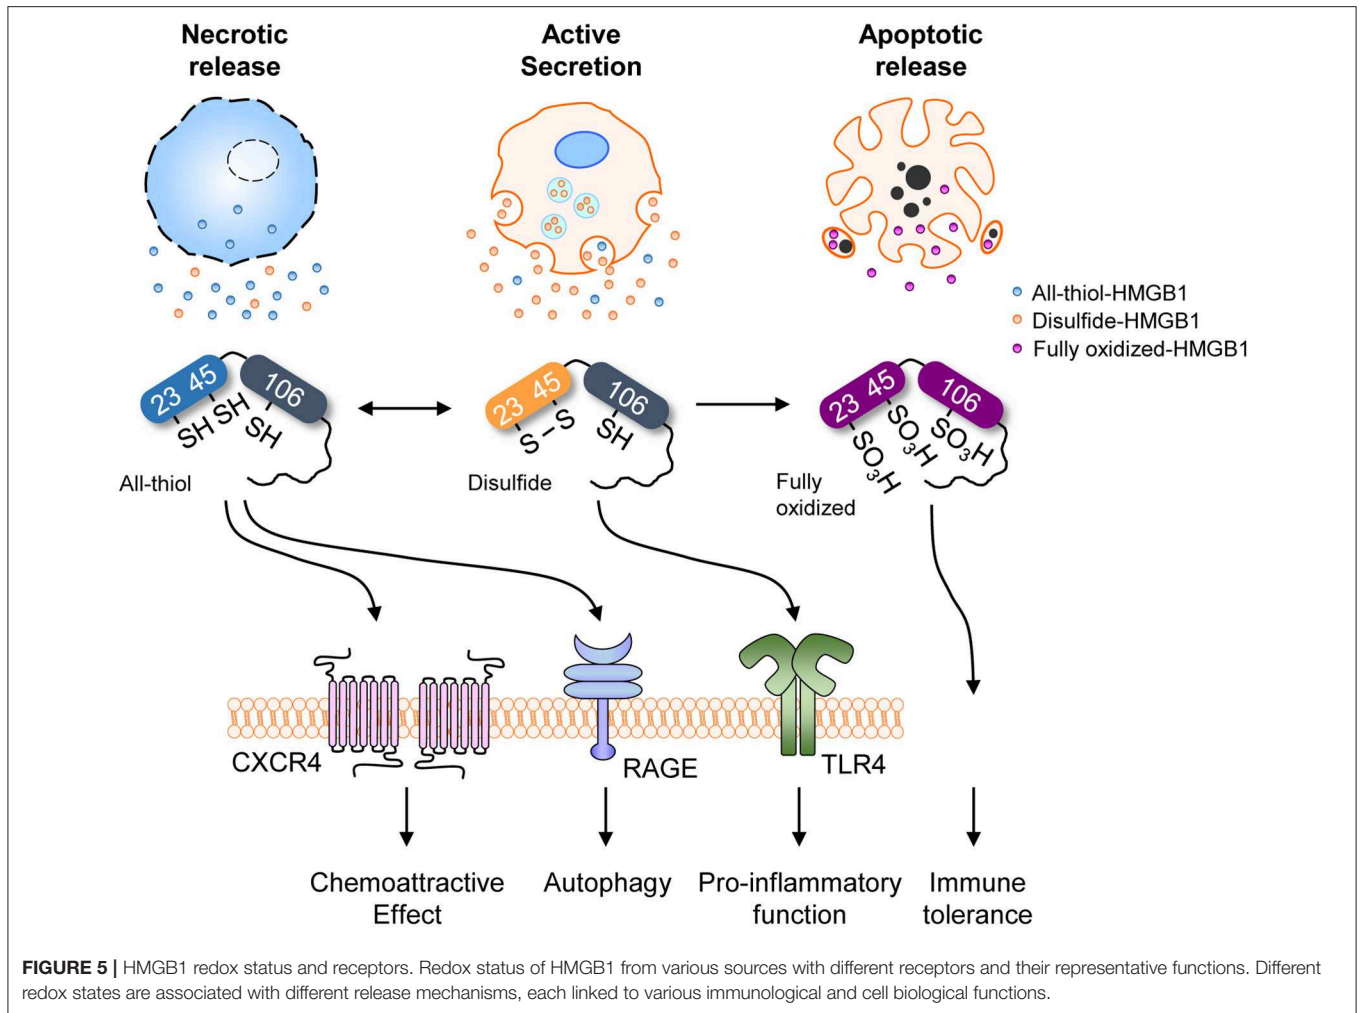 Necrotic
release
Active
Secretion
Apoptotic
release
All-thiol-HMGB1
Disulfide-HMGB1
Fully oxidized-HMGB1
23 45
106
SH
SH
SH
All-thiol
23 45
106
S – S
SH
Disulfide
23 45
106
SO3H
SO3H
SO3H
Fully
oxidized
CXCR4
RAGE
TLR4
Chemoattractive
Effect
Autophagy
Pro-inflammatory
function
Immune
tolerance
FIGURE 5 | HMGB1 redox status and receptors. Redox status of HMGB1 from various sources with different receptors and their representative functions. Different
redox states are associated with different release mechanisms, each linked to various immunological and cell biological functions.